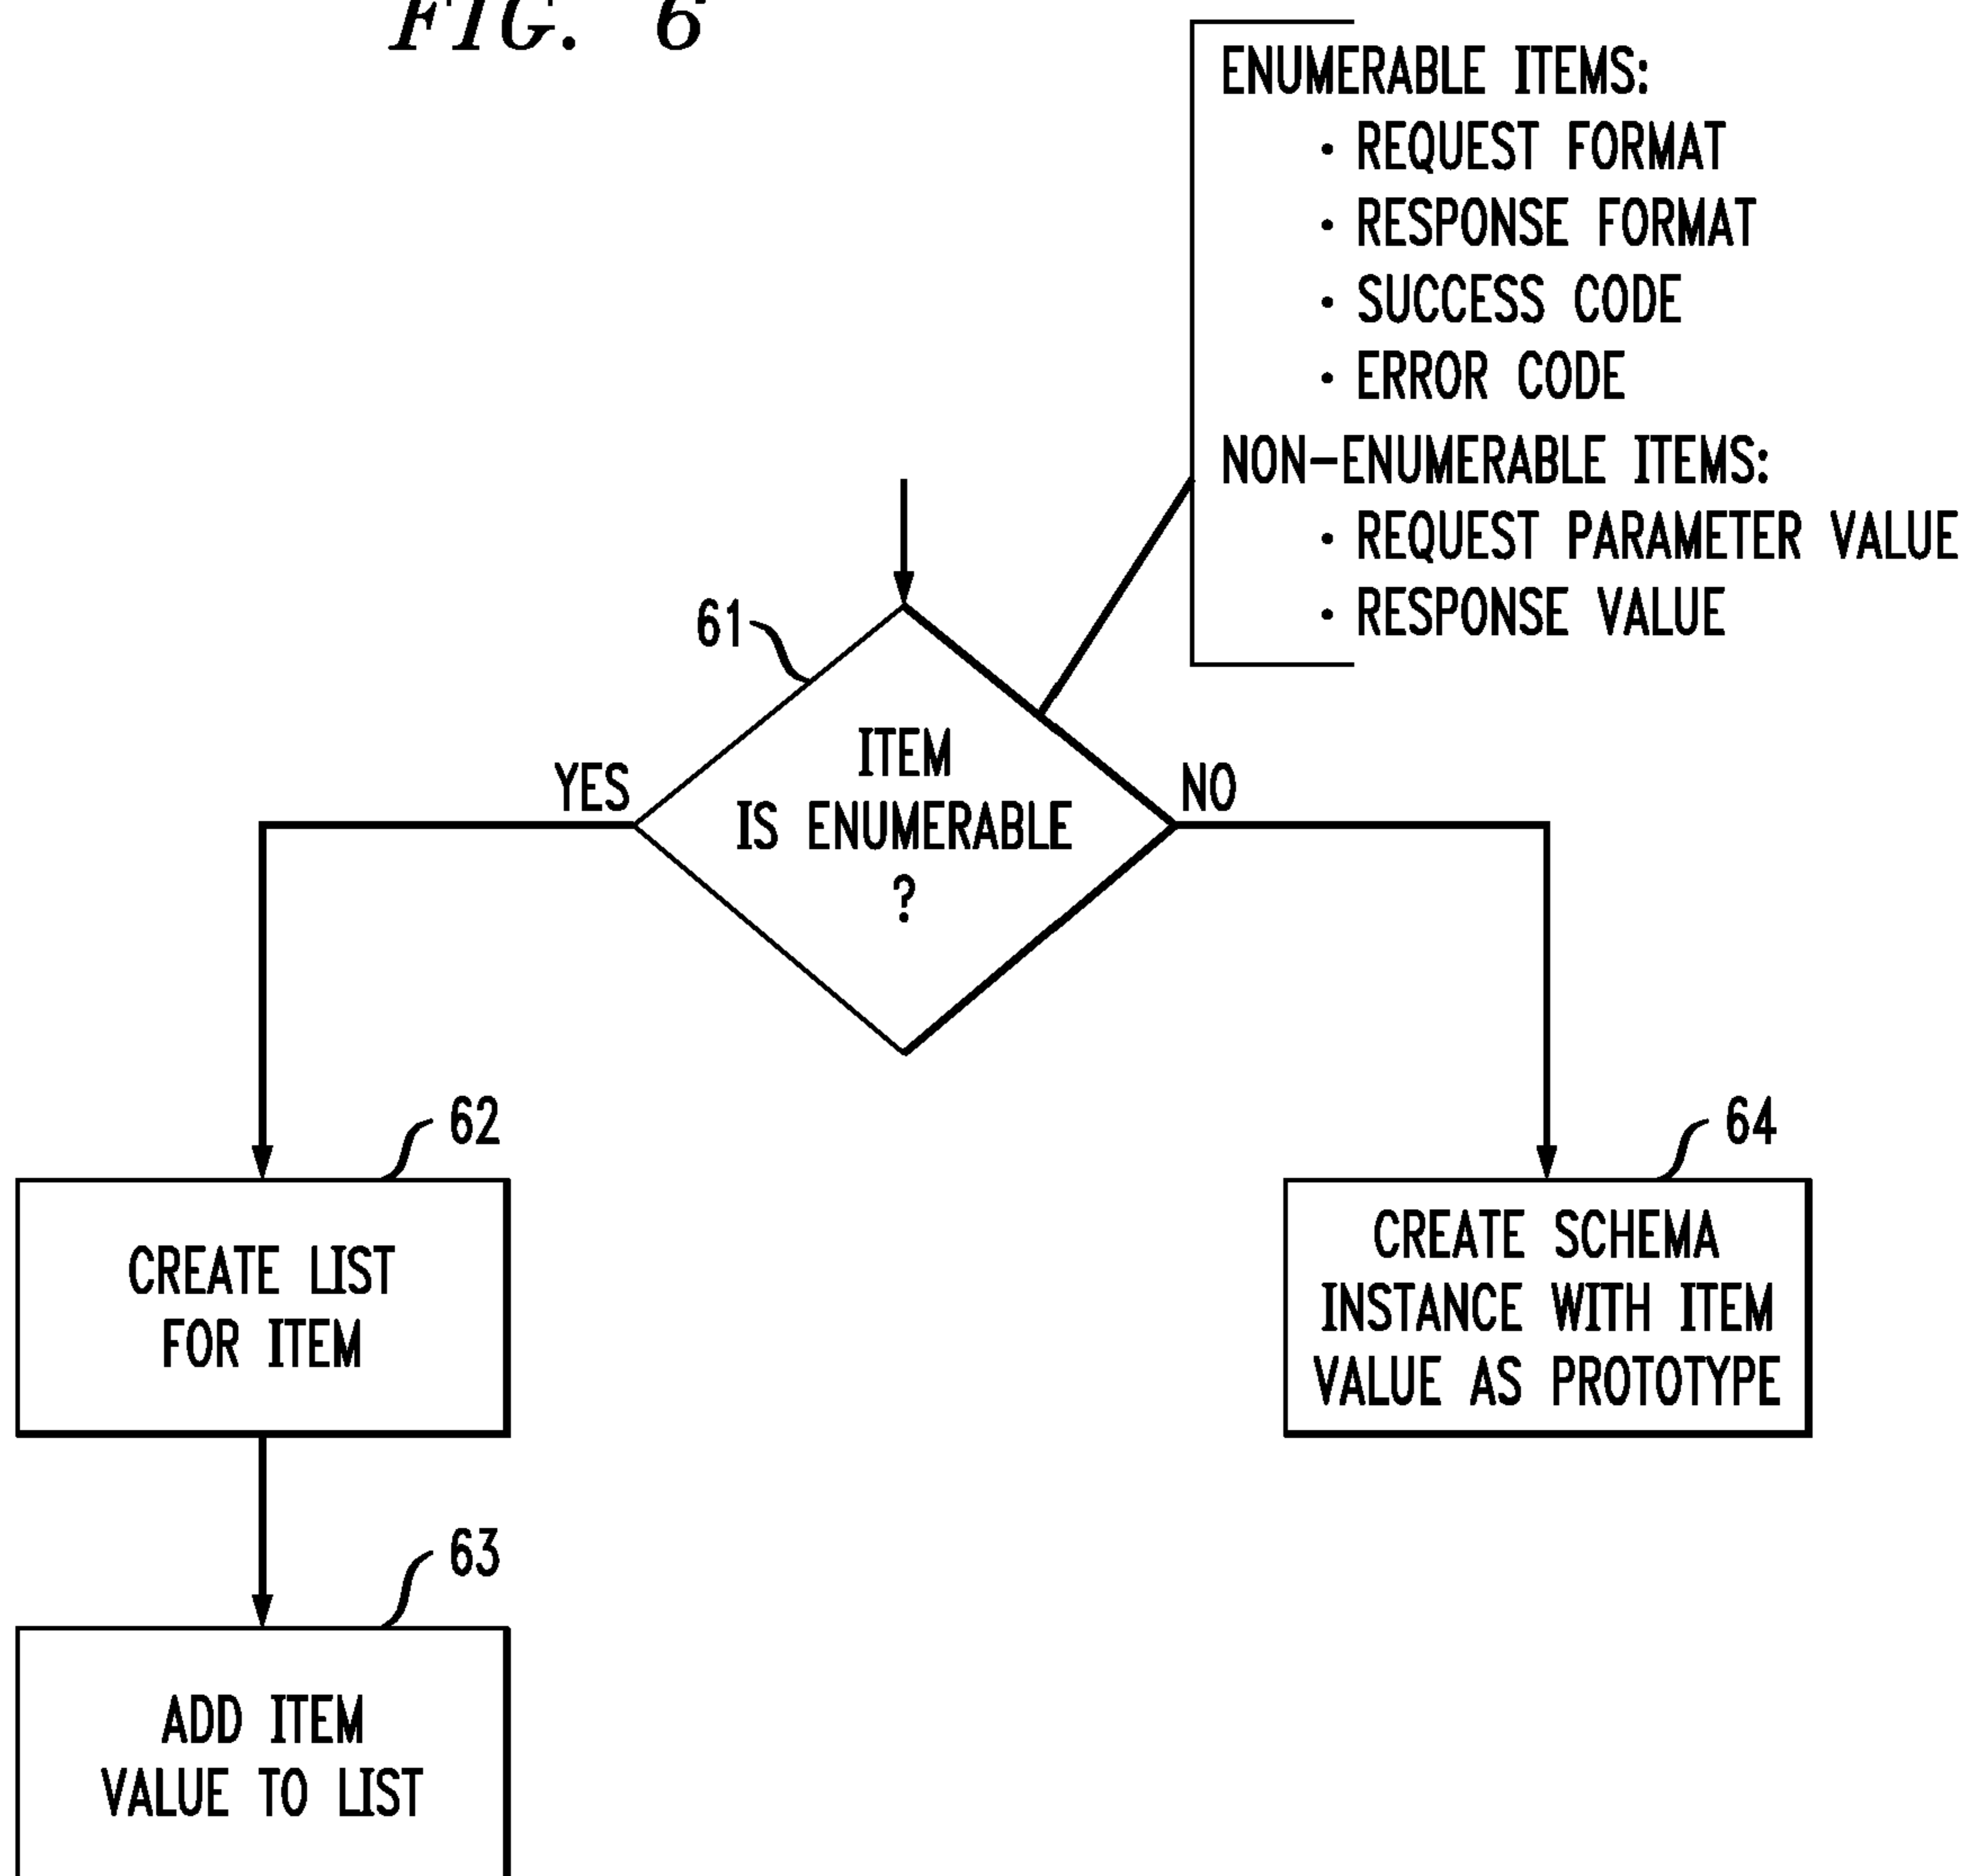 FIG. 6
ENUMERABLE ITEMS:
· REQUEST FORMAT
· RESPONSE FORMAT
· SUCCESS CODE
· ERROR CODE
NON-ENUMERABLE ITEMS:
· REQUEST PARAMETER VALUE
· RESPONSE VALUE
61
ITEM
IS ENUMERABLE
?
YES
NO
62
CREATE LIST
FOR ITEM
64
CREATE SCHEMA
INSTANCE WITH ITEM
VALUE AS PROTOTYPE
63
ADD ITEM
VALUE TO LIST